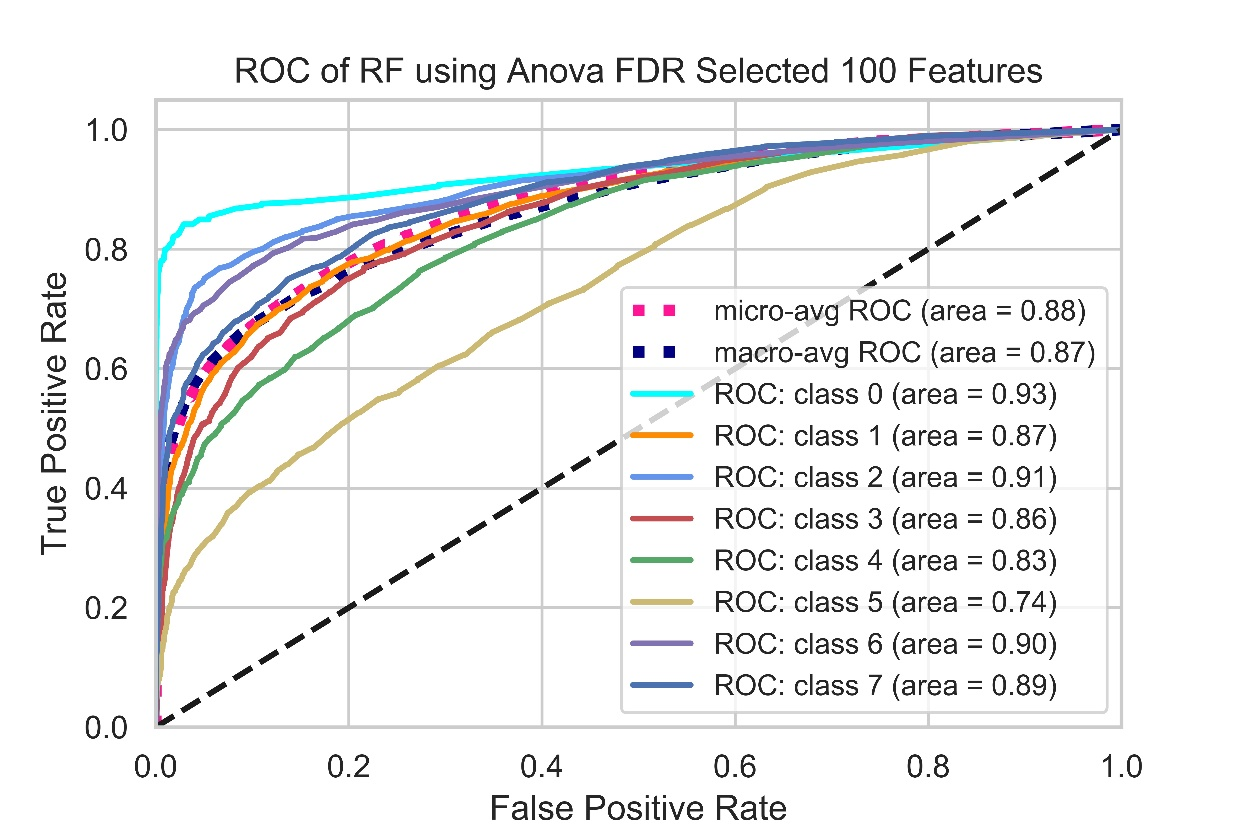 ROC of RF using Anova FDR Selected 100 Features
1.0
0.8
0.6
0.4
0.2
0.0
True Positive Rate
micro-avg ROC (area = 0.88)
macro-avg ROC (area = 0.87)
ROC: class 0 (area = 0.93)
ROC: class 1 (area = 0.87)
ROC: class 2 (area = 0.91)
ROC: class 3 (area = 0.86)
ROC: class 4 (area = 0.83)
ROC: class 5 (area = 0.74)
ROC: class 6 (area = 0.90)
ROC: class 7 (area = 0.89)
0.0 0.2 0.4 0.6 0.8 1.0
False Positive Rate